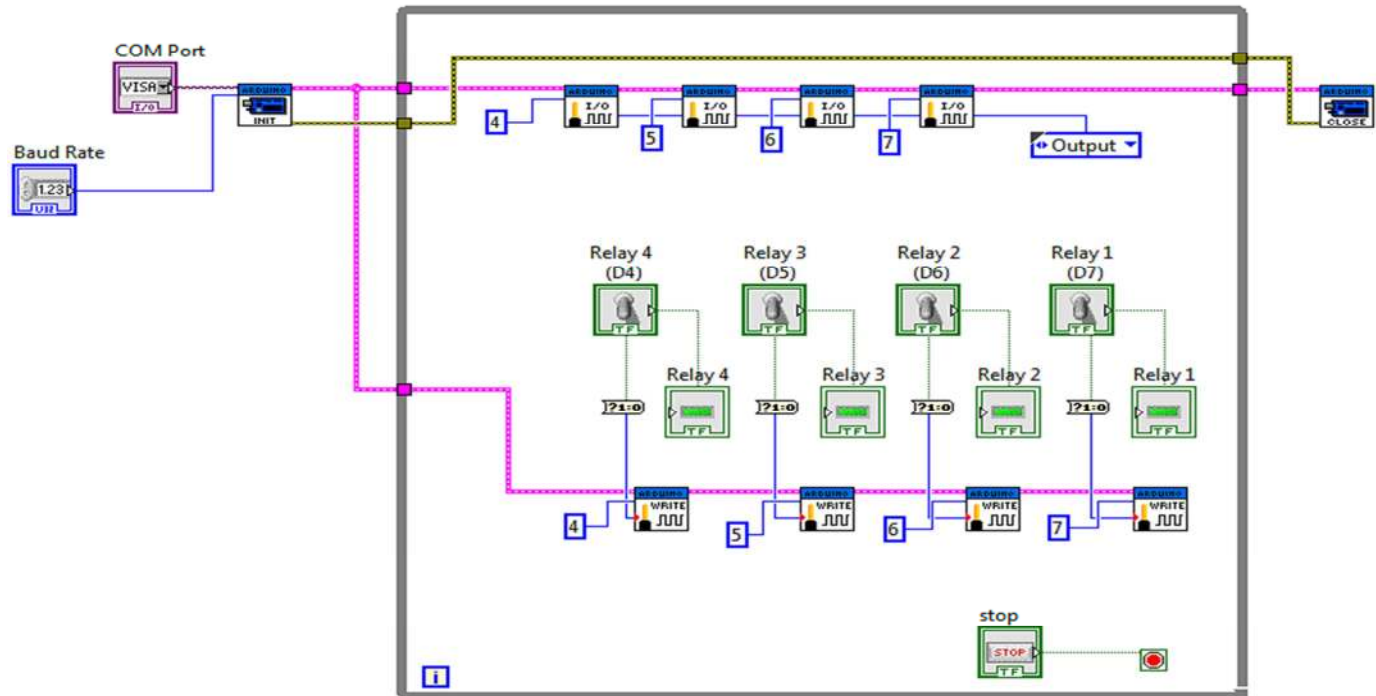 COM Port
VISA
I/O
ARDUINO
INIT
Baud Rate
1.23
ARDUINO
I/O
ARDUINO
I/O
ARDUINO
I/O
ARDUINO
I/O
4
5
6
7
Output
ARDUINO
CLOSE
Relay 4
(D4)
Relay 3
(D5)
Relay 2
(D6)
Relay 1
(D7)
TF
TF
TF
TF
Relay 4
Relay 3
Relay 2
Relay 1
?1:0
?1:0
?1:0
?1:0
TF
TF
TF
TF
ARDUINO
WRITE
ARDUINO
WRITE
ARDUINO
WRITE
ARDUINO
WRITE
4
5
6
7
stop
STOP
TF
i